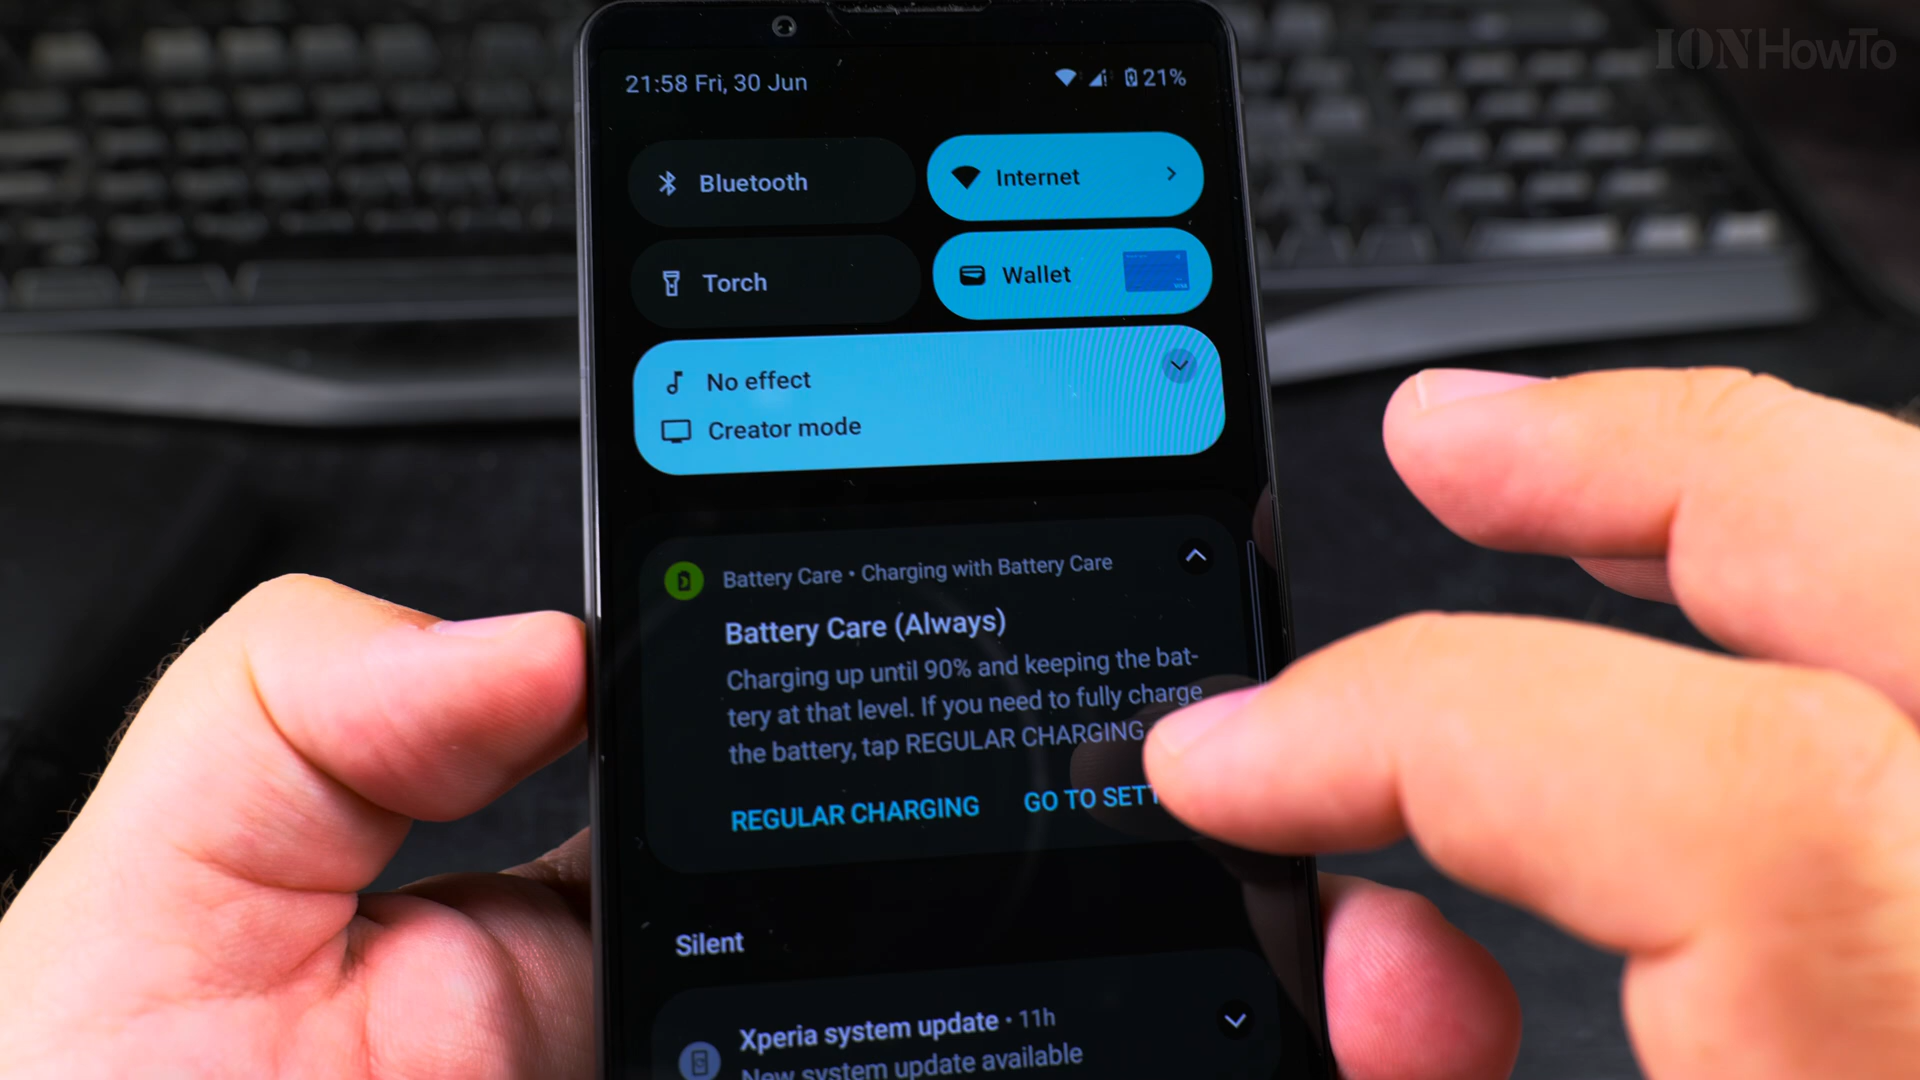 IONHowTo
21:58 Fri, 30 Jun
21%
Bluetooth
Internet
Torch
Wallet
No effect
Creator mode
Battery Care • Charging with Battery Care
Battery Care (Always)
Charging up until 90% and keeping the bat-
tery at that level. If you need to fully charge
the battery, tap REGULAR CHARGING
REGULAR CHARGING
GO TO SETT
Silent
Xperia system update • 11h
New system update available